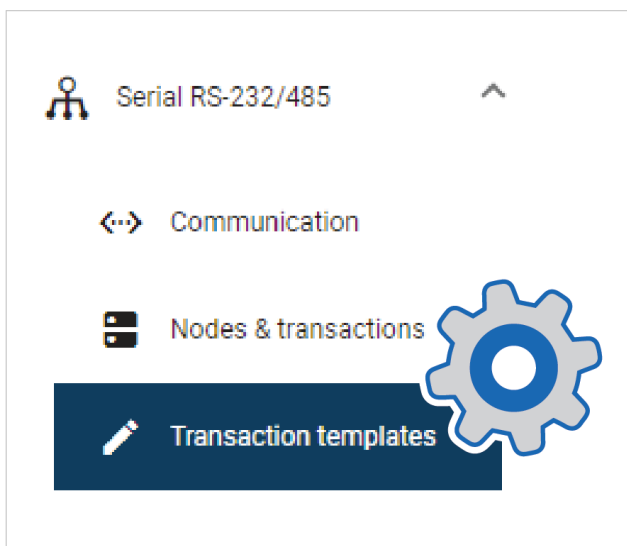 Serial RS-232/485
Communication
Nodes & transactions
Transaction templates